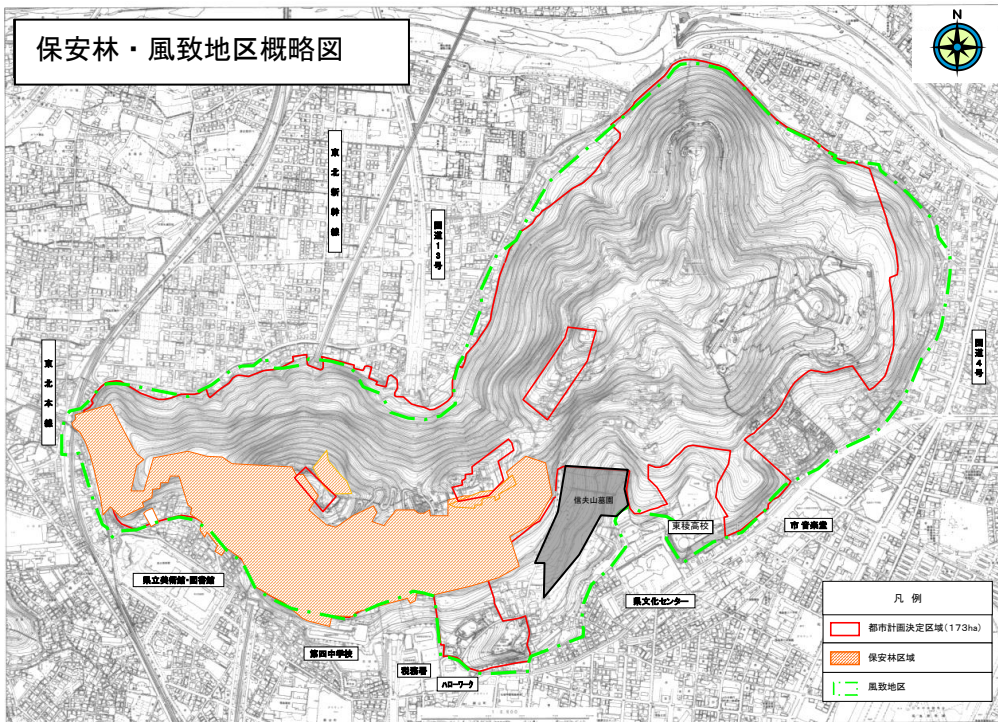 保安林・風致地区概略図
N
東北新幹線
国道13号
東北本線
国道4号
信夫山墓園
東稜高校
市音楽堂
県立美術館・図書館
県文化センター
第四中学校
税務署
ハローワーク
凡 例
都市計画決定区域(173ha)
保安林区域
風致地区